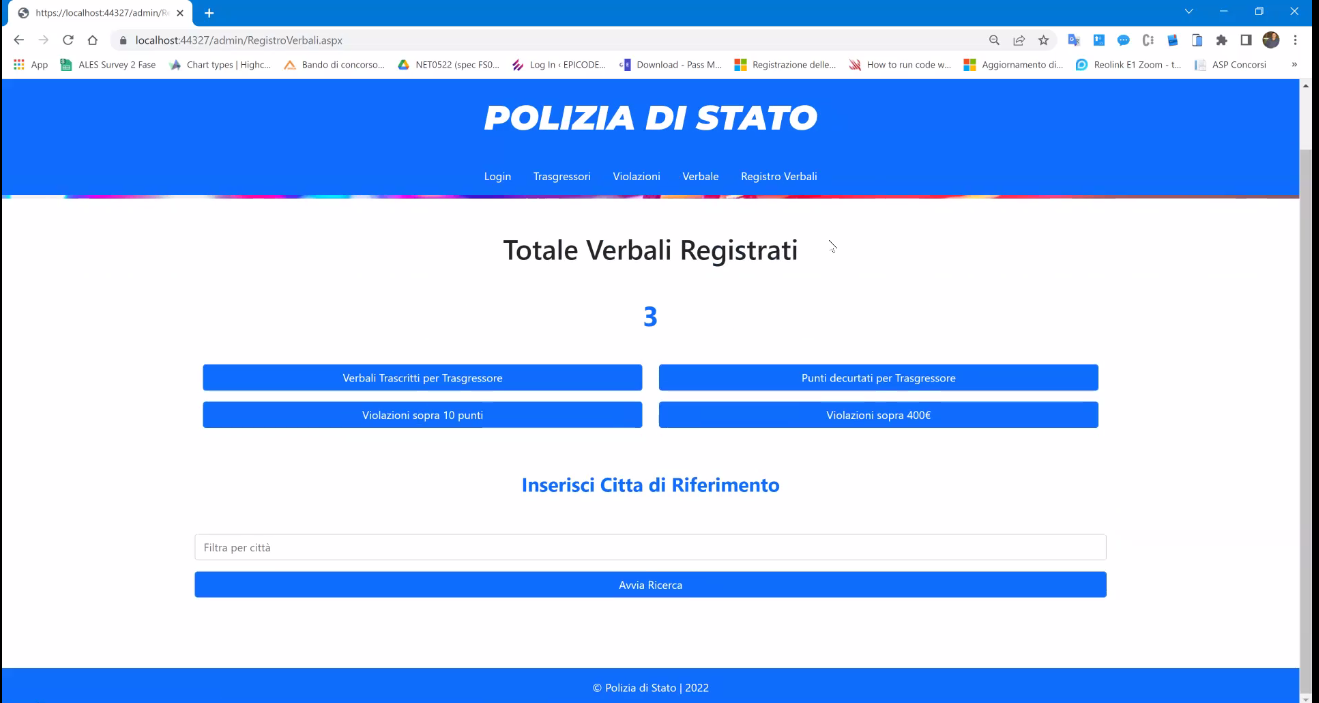 https://localhost:44327/admin/R
localhost:44327/admin/RegistroVerbali.aspx
App
ALES Survey 2 Fase
Chart types | Highc...
Bando di concorso...
NET0522 (spec FS0...
Log In ‹ EPICODE...
Download - Pass M...
Registrazione delle...
How to run code w...
Aggiornamento di...
Reolink E1 Zoom - t...
ASP Concorsi
»
POLIZIA DI STATO
Login
Trasgressori
Violazioni
Verbale
Registro Verbali
Totale Verbali Registrati
3
Verbali Trascritti per Trasgressore
Punti decurtati per Trasgressore
Violazioni sopra 10 punti
Violazioni sopra 400€
Inserisci Citta di Riferimento
Filtra per città
Avvia Ricerca
© Polizia di Stato | 2022